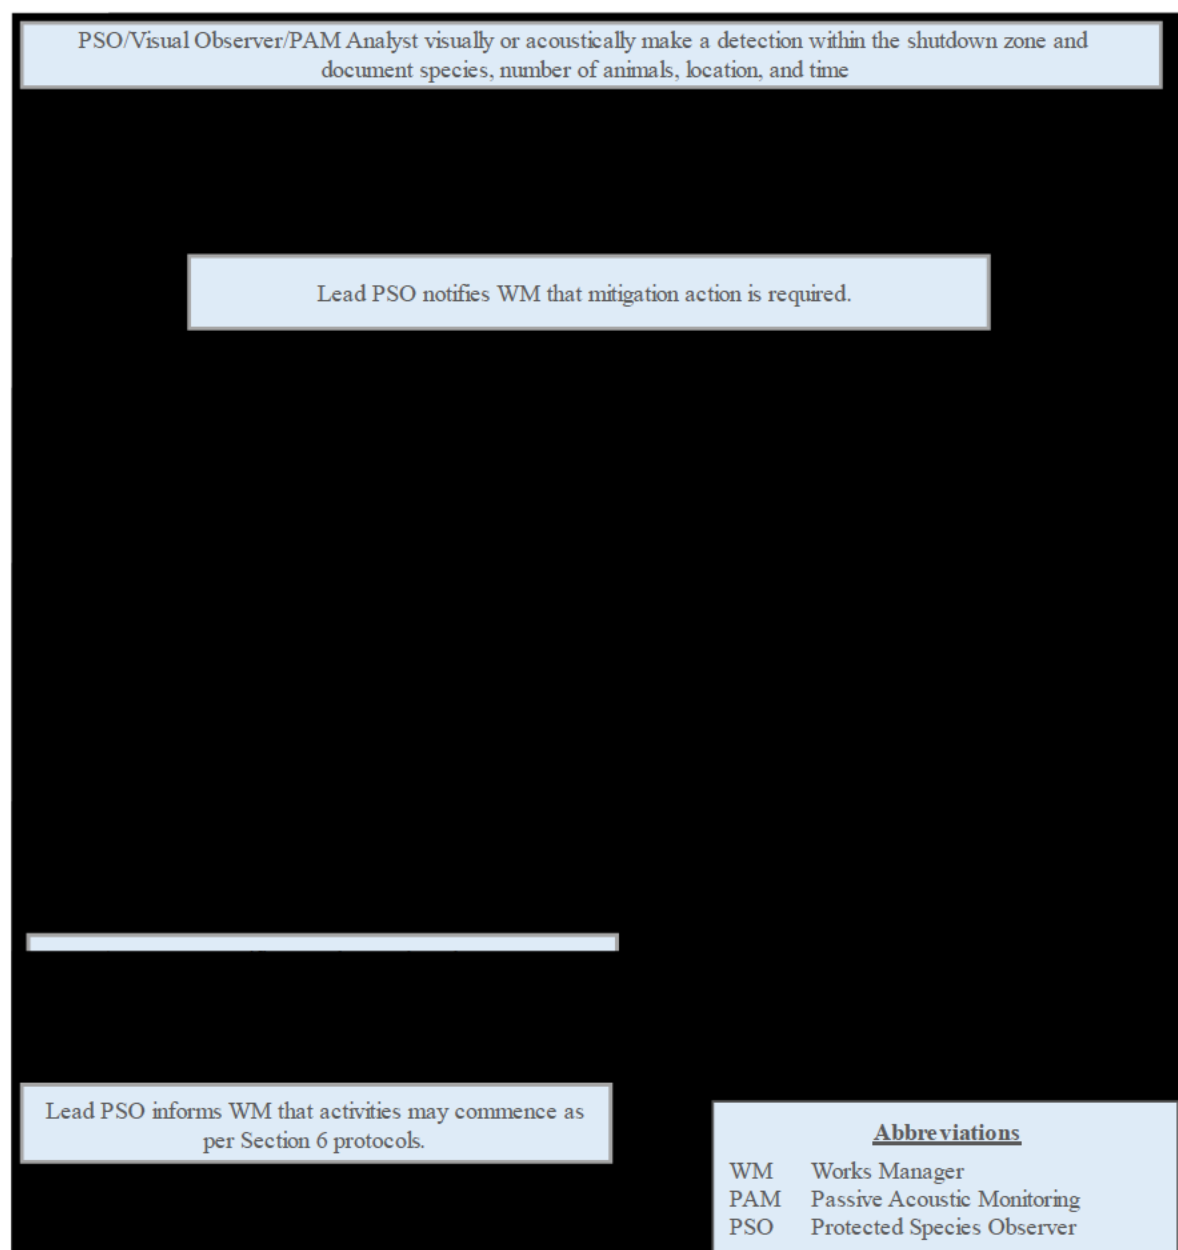 PSO/Visual Observer/PAM Analyst visually or acoustically make a detection within the shutdown zone and
document species, number of animals, location, and time
Lead PSO notifies WM that mitigation action is required.
Lead PSO informs WM that activities may commence as
per Section 6 protocols.
Abbreviations
WM Works Manager
PAM Passive Acoustic Monitoring
PSO Protected Species Observer